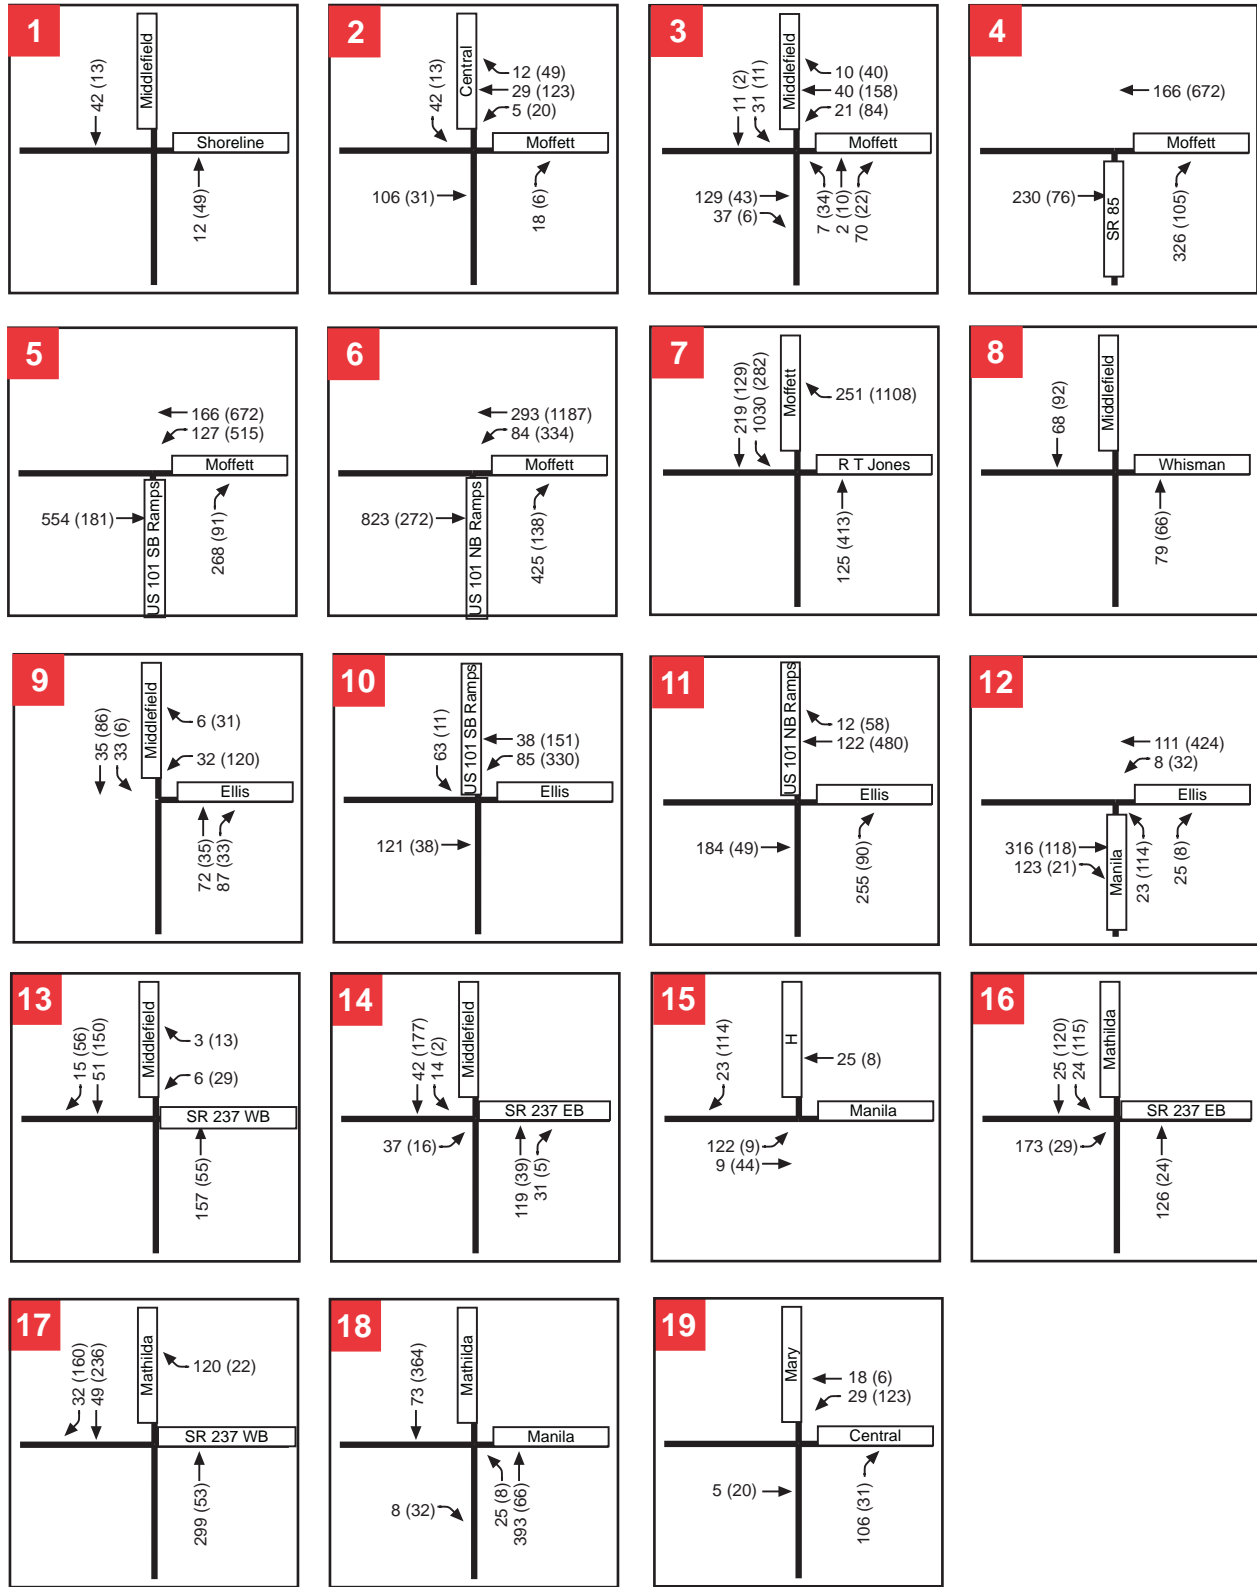 1
42 (13)
Middlefield
Shoreline
12 (49)
2
42 (13)
Central
12 (49)
29 (123)
5 (20)
Moffett
106 (31)
18 (6)
3
11 (2)
31 (11)
Middlefield
10 (40)
40 (158)
21 (84)
Moffett
129 (43)
37 (6)
7 (34)
2 (10)
70 (22)
4
166 (672)
Moffett
230 (76)
SR 85
326 (105)
5
166 (672)
127 (515)
Moffett
554 (181)
US 101 SB Ramps
268 (91)
6
293 (1187)
84 (334)
Moffett
823 (272)
US 101 NB Ramps
425 (138)
7
219 (129)
1030 (282)
Moffett
251 (1108)
R T Jones
125 (413)
8
68 (92)
Middlefield
Whisman
79 (66)
9
35 (86)
33 (6)
Middlefield
6 (31)
32 (120)
Ellis
72 (35)
87 (33)
10
63 (11)
US 101 SB Ramps
38 (151)
85 (330)
Ellis
121 (38)
11
US 101 NB Ramps
12 (58)
122 (480)
Ellis
184 (49)
255 (90)
12
111 (424)
8 (32)
Ellis
316 (118)
123 (21)
Manila
23 (114)
25 (8)
13
15 (56)
51 (150)
Middlefield
3 (13)
6 (29)
SR 237 WB
157 (55)
14
42 (177)
14 (2)
Middlefield
SR 237 EB
37 (16)
119 (39)
31 (5)
15
23 (114)
H
25 (8)
Manila
122 (9)
9 (44)
16
25 (120)
24 (115)
Mathilda
SR 237 EB
173 (29)
126 (24)
17
32 (160)
49 (236)
Mathilda
120 (22)
SR 237 WB
299 (53)
18
73 (364)
Mathilda
Manila
8 (32)
25 (8)
393 (66)
19
Mary
18 (6)
29 (123)
Central
5 (20)
106 (31)